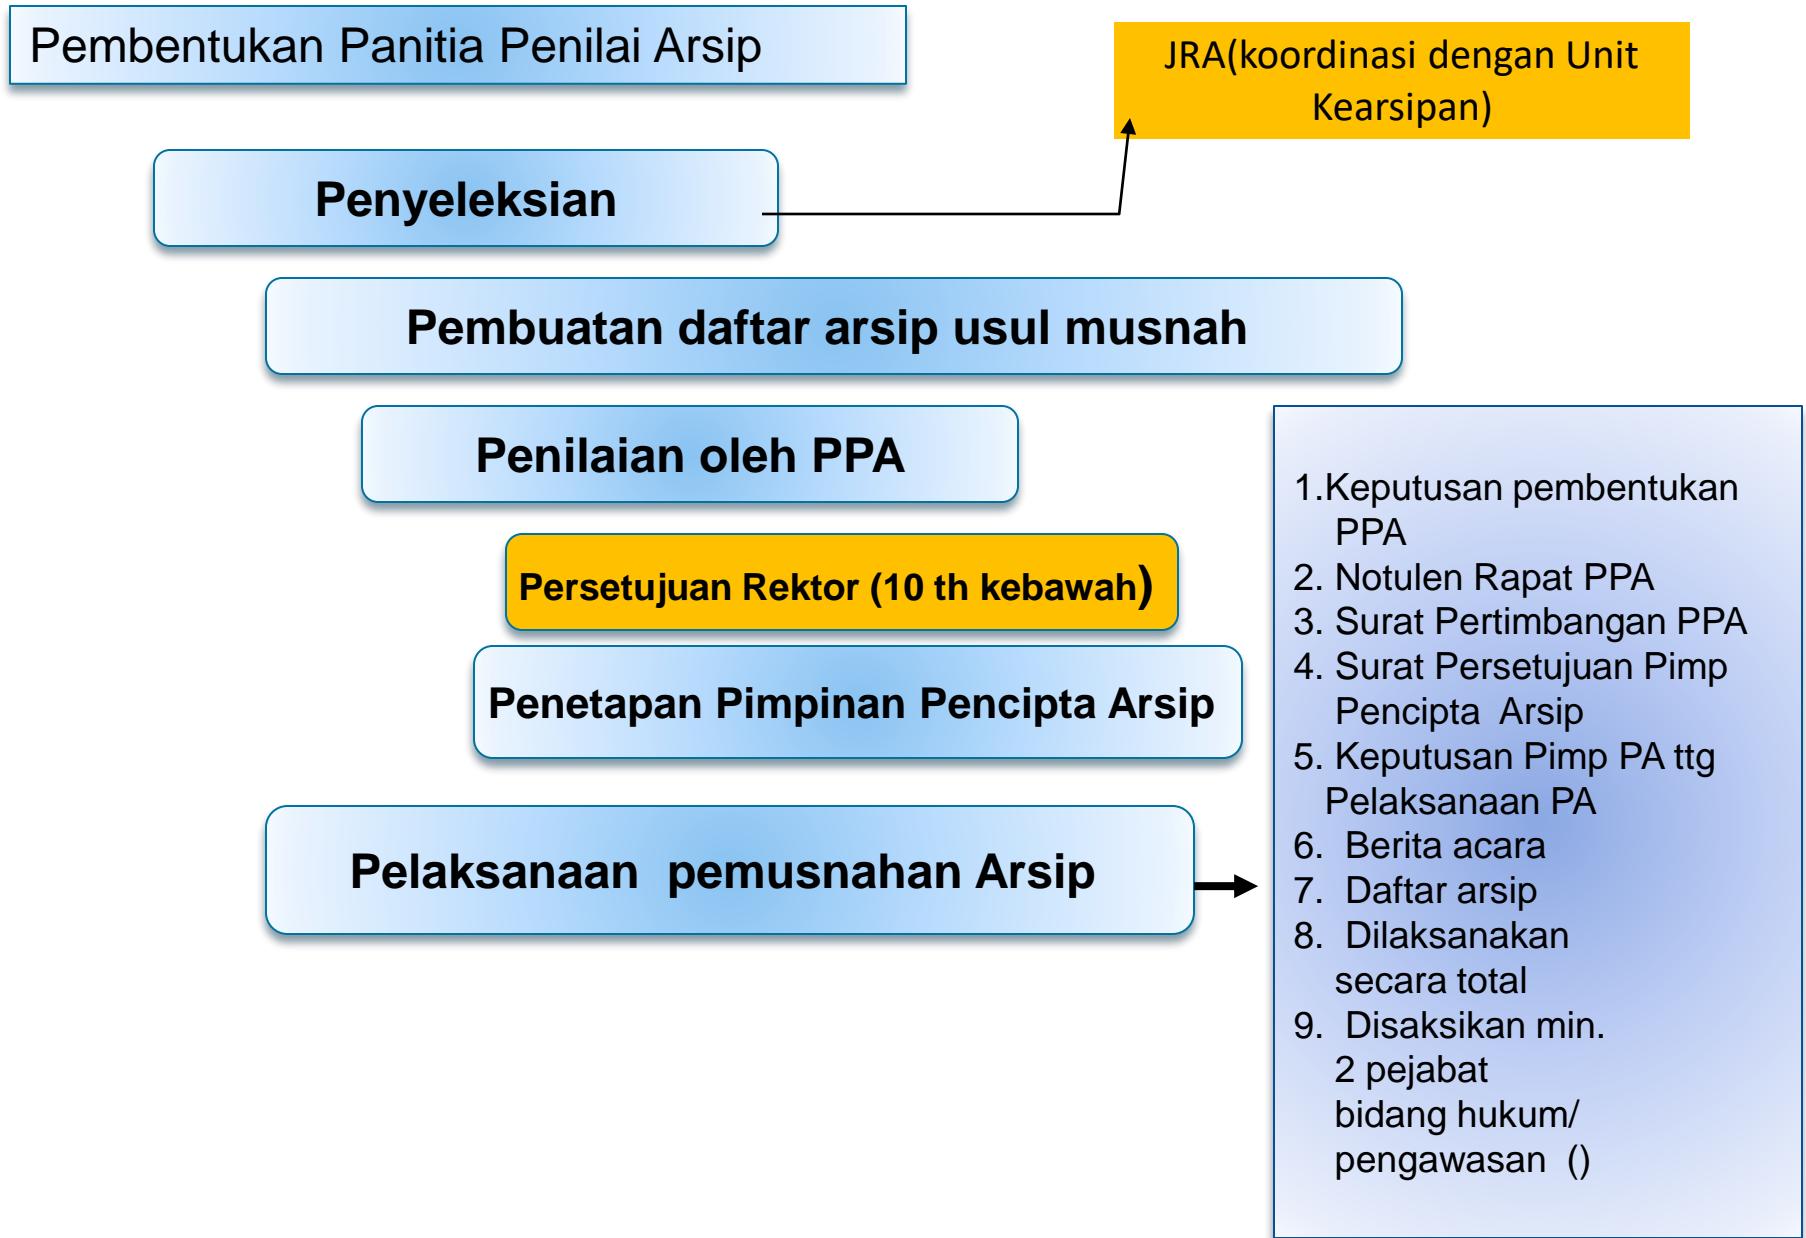 Pembentukan Panitia Penilai Arsip
JRA(koordinasi dengan Unit
Kearsipan)
Penyeleksian
Pembuatan daftar arsip usul musnah
Penilaian oleh PPA
Persetujuan Rektor (10 th kebawah)
Penetapan Pimpinan Pencipta Arsip
Pelaksanaan pemusnahan Arsip
1.Keputusan pembentukan
PPA
2. Notulen Rapat PPA
3. Surat Pertimbangan PPA
4. Surat Persetujuan Pimp
Pencipta Arsip
5. Keputusan Pimp PA ttg
Pelaksanaan PA
6. Berita acara
7. Daftar arsip
8. Dilaksanakan
secara total
9. Disaksikan min.
2 pejabat
bidang hukum/
pengawasan ()